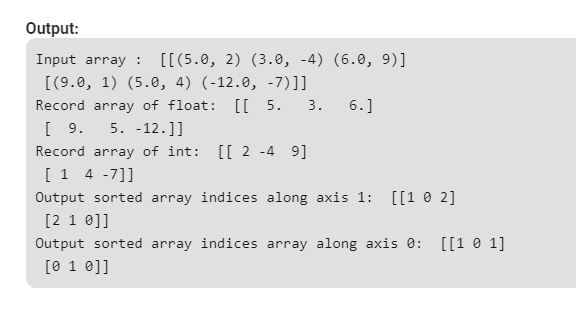 Output:
Input array :  [[(5.0, 2) (3.0, -4) (6.0, 9)]
 [(9.0, 1) (5.0, 4) (-12.0, -7)]]
Record array of float:  [[  5.   3.   6.]
 [  9.   5. -12.]]
Record array of int:  [[ 2 -4  9]
 [ 1  4 -7]]
Output sorted array indices along axis 1:  [[1 0 2]
 [2 1 0]]
Output sorted array indices array along axis 0:  [[1 0 1]
 [0 1 0]]